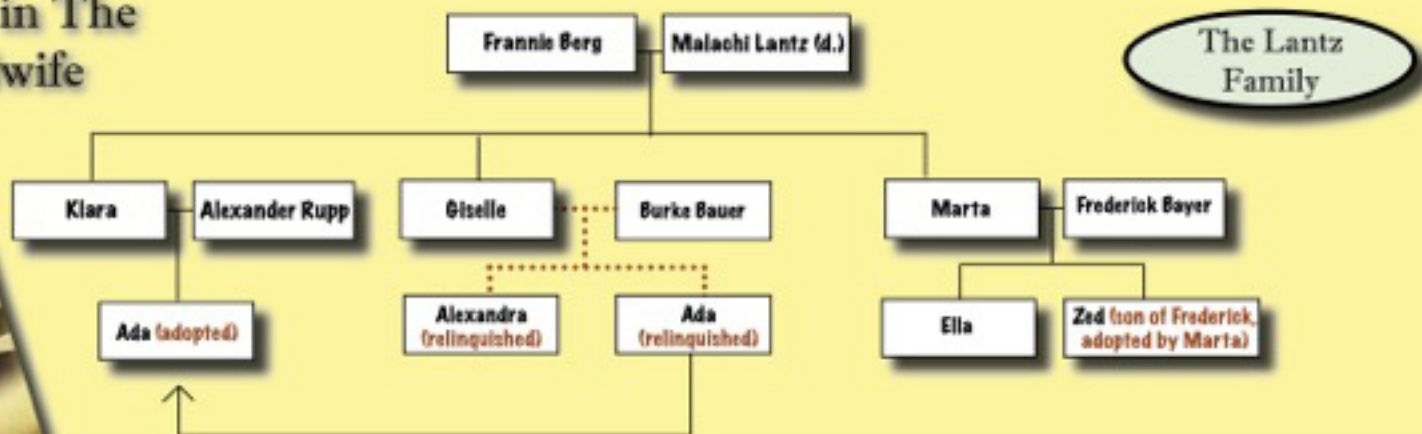 in The
wife
Frannie Berg
Malachi Lantz (d.)
The Lantz
Family
Klara
Alexander Rupp
Giselle
Burke Bauer
Marta
Frederick Bayer
Ada (adopted)
Alexandra
(relinquished)
Ada
(relinquished)
Ella
Zed (son of Frederick,
adopted by Marta)